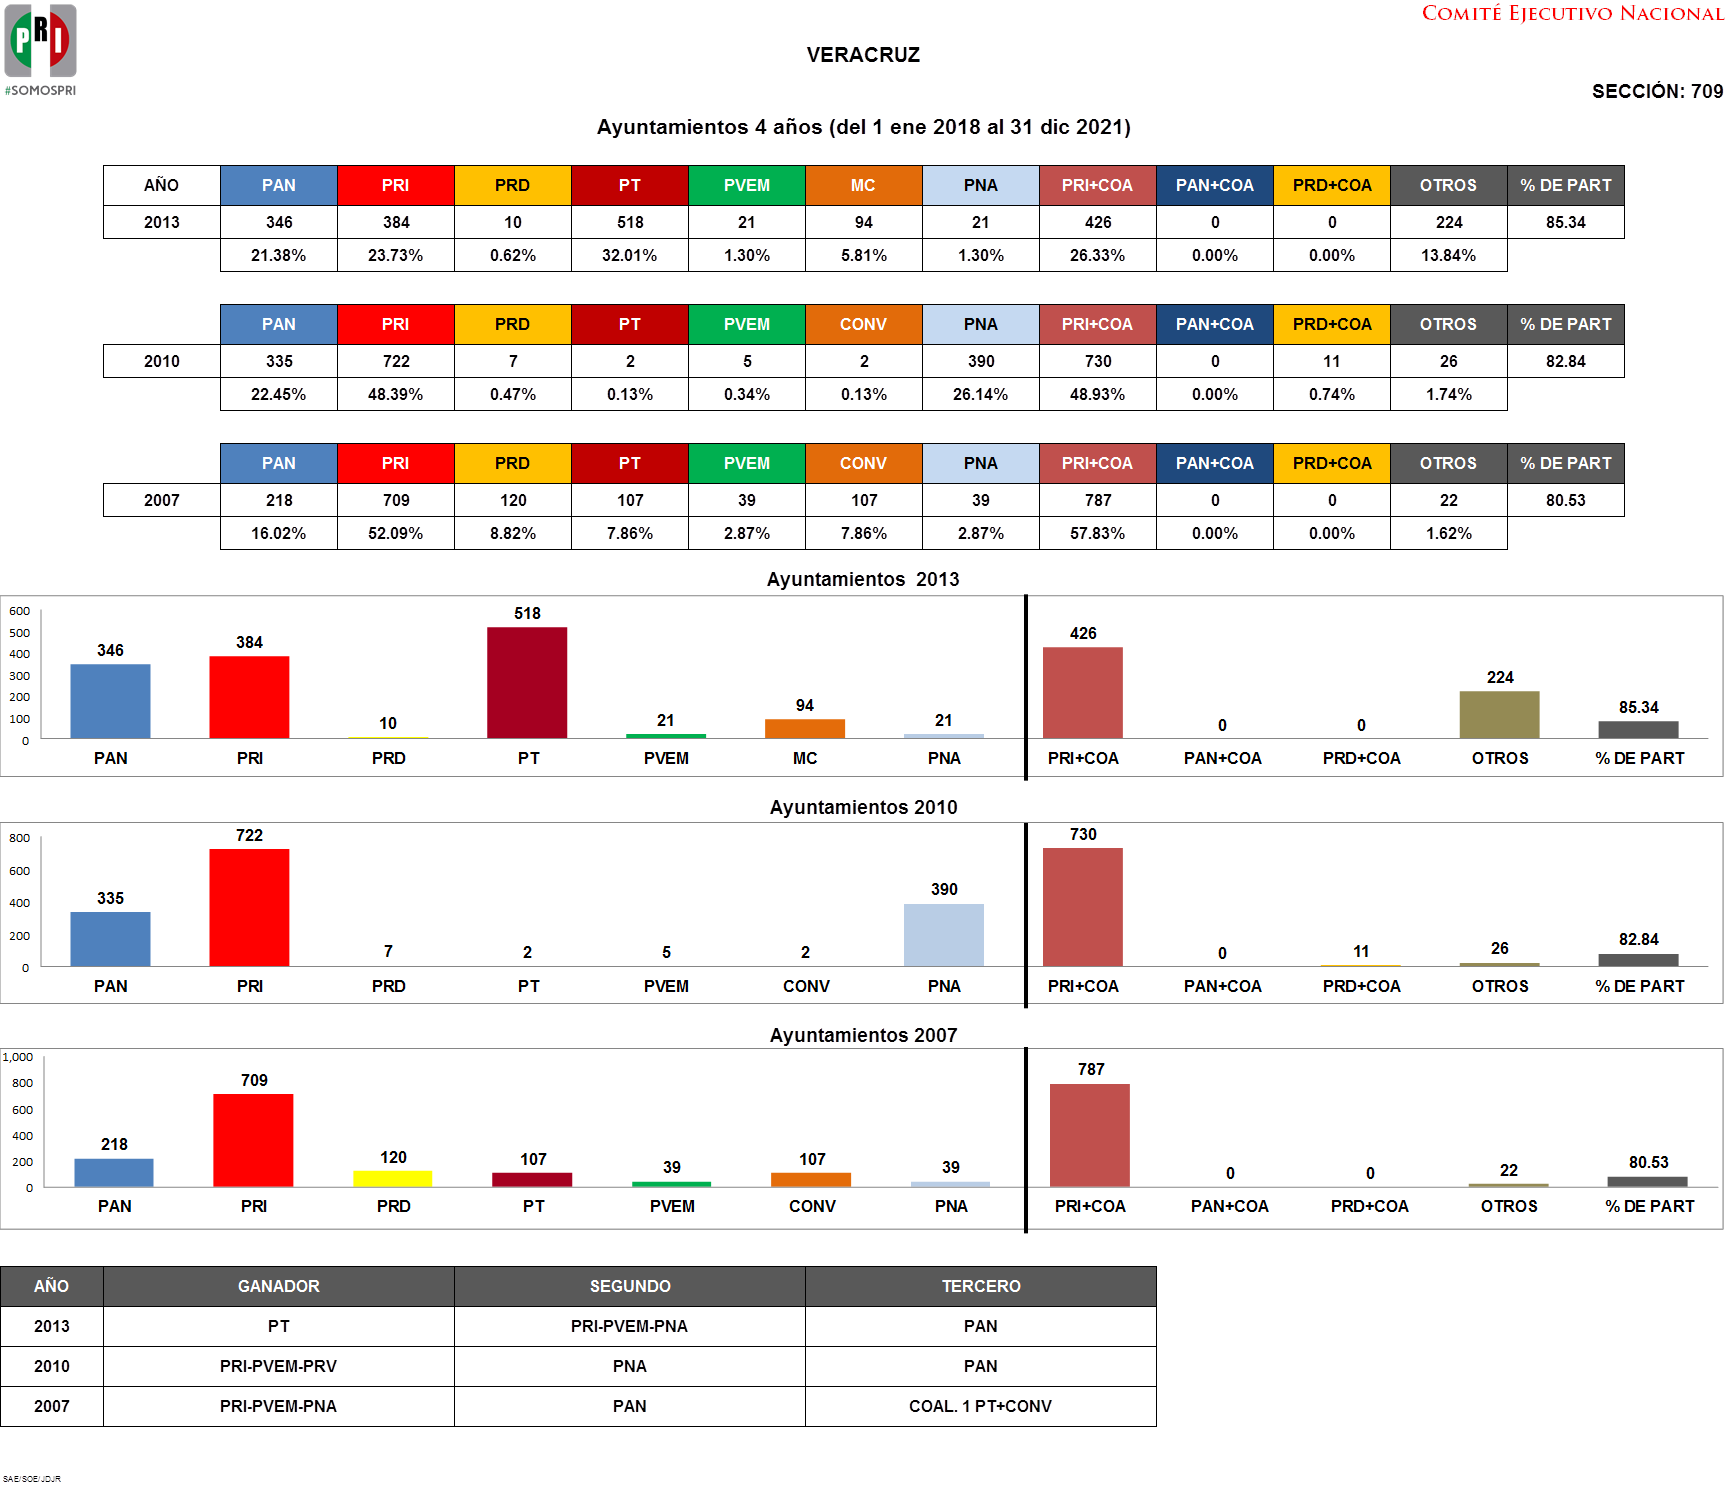 PRI
#SOMOSPRI
COMITÉ EJECUTIVO NACIONAL
VERACRUZ
SECCIÓN: 709
Ayuntamientos 4 años (del 1 ene 2018 al 31 dic 2021)
AÑO PAN PRI PRD PT PVEM MC PNA PRI+COA PAN+COA PRD+COA OTROS % DE PART
2013 346 384 10 518 21 94 21 426 0 0 224 85.34
21.38% 23.73% 0.62% 32.01% 1.30% 5.81% 1.30% 26.33% 0.00% 0.00% 13.84%
PAN PRI PRD PT PVEM CONV PNA PRI+COA PAN+COA PRD+COA OTROS % DE PART
2010 335 722 7 2 5 2 390 730 0 11 26 82.84
22.45% 48.39% 0.47% 0.13% 0.34% 0.13% 26.14% 48.93% 0.00% 0.74% 1.74%
PAN PRI PRD PT PVEM CONV PNA PRI+COA PAN+COA PRD+COA OTROS % DE PART
2007 218 709 120 107 39 107 39 787 0 0 22 80.53
16.02% 52.09% 8.82% 7.86% 2.87% 7.86% 2.87% 57.83% 0.00% 0.00% 1.62%
Ayuntamientos 2013
600
500
400
300
200
100
0
346 384 10 518 21 94 21 426 0 0 224 85.34
PAN PRI PRD PT PVEM MC PNA PRI+COA PAN+COA PRD+COA OTROS % DE PART
Ayuntamientos 2010
800
600
400
200
0
335 722 7 2 5 2 390 730 0 11 26 82.84
PAN PRI PRD PT PVEM CONV PNA PRI+COA PAN+COA PRD+COA OTROS % DE PART
Ayuntamientos 2007
1,000
800
600
400
200
0
218 709 120 107 39 107 39 787 0 0 22 80.53
PAN PRI PRD PT PVEM CONV PNA PRI+COA PAN+COA PRD+COA OTROS % DE PART
AÑO GANADOR SEGUNDO TERCERO
2013 PT PRI-PVEM-PNA PAN
2010 PRI-PVEM-PRV PNA PAN
2007 PRI-PVEM-PNA PAN COAL. 1 PT+CONV
SAE/SOE/JDJR